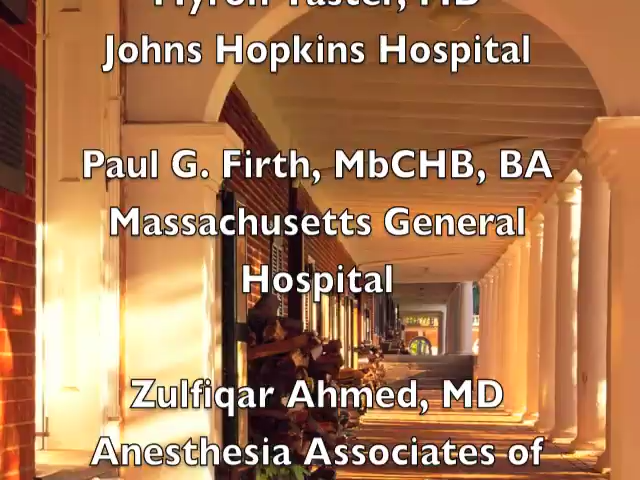 Johns Hopkins Hospital
Paul G. Firth, MbCHB, BA
Massachusetts General
Hospital
Zulfiqar Ahmed, MD
Anesthesia Associates of